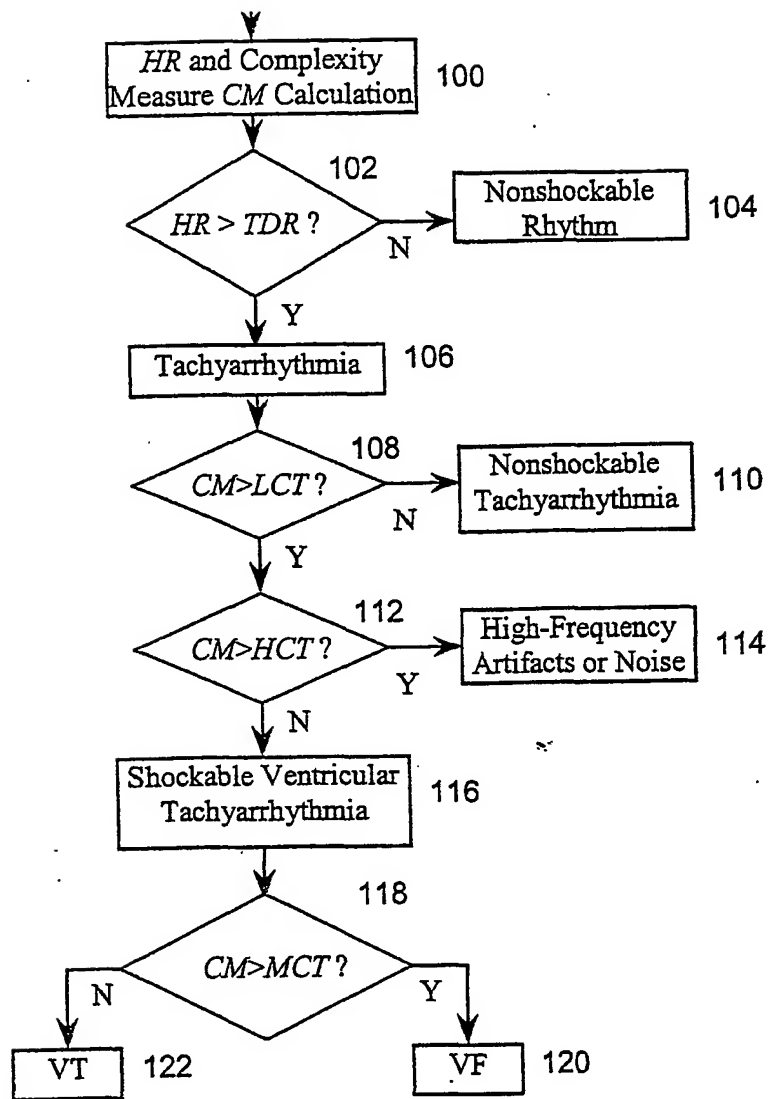 HR and Complexity
Measure CM Calculation
100
102
HR > TDR ?
N
Nonshockable
Rhythm
104
Y
Tachyarrhythmia
106
108
CM>LCT ?
N
Nonshockable
Tachyarrhythmia
110
Y
112
CM>HCT ?
Y
High-Frequency
Artifacts or Noise
114
N
Shockable Ventricular
Tachyarrhythmia
116
118
CM>MCT ?
N
Y
VT
122
VF
120